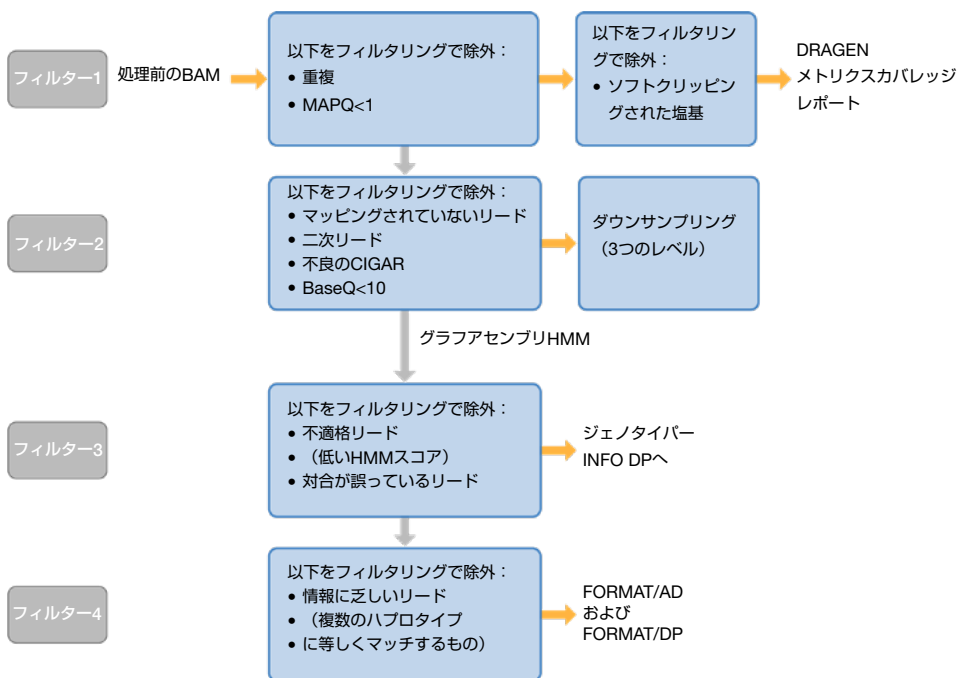 フィルター1
処理前のBAM
以下をフィルタリングで除外：
• 重複
• MAPQ<1
以下をフィルタリン
グで除外：
• ソフトクリッピン
グされた塩基
DRAGEN
メトリクスカバレッジ
レポート
フィルター2
以下をフィルタリングで除外：
• マッピングされていないリード
• 二次リード
• 不良のCIGAR
• BaseQ<10
ダウンサンプリング
（3つのレベル）
グラフアセンブリHMM
フィルター3
以下をフィルタリングで除外：
• 不適格リード
• （低いHMMスコア）
• 対合が誤っているリード
ジェノタイパー
INFO DPへ
フィルター4
以下をフィルタリングで除外：
• 情報に乏しいリード
• （複数のハプロタイプ
• に等しくマッチするもの）
FORMAT/AD
および
FORMAT/DP